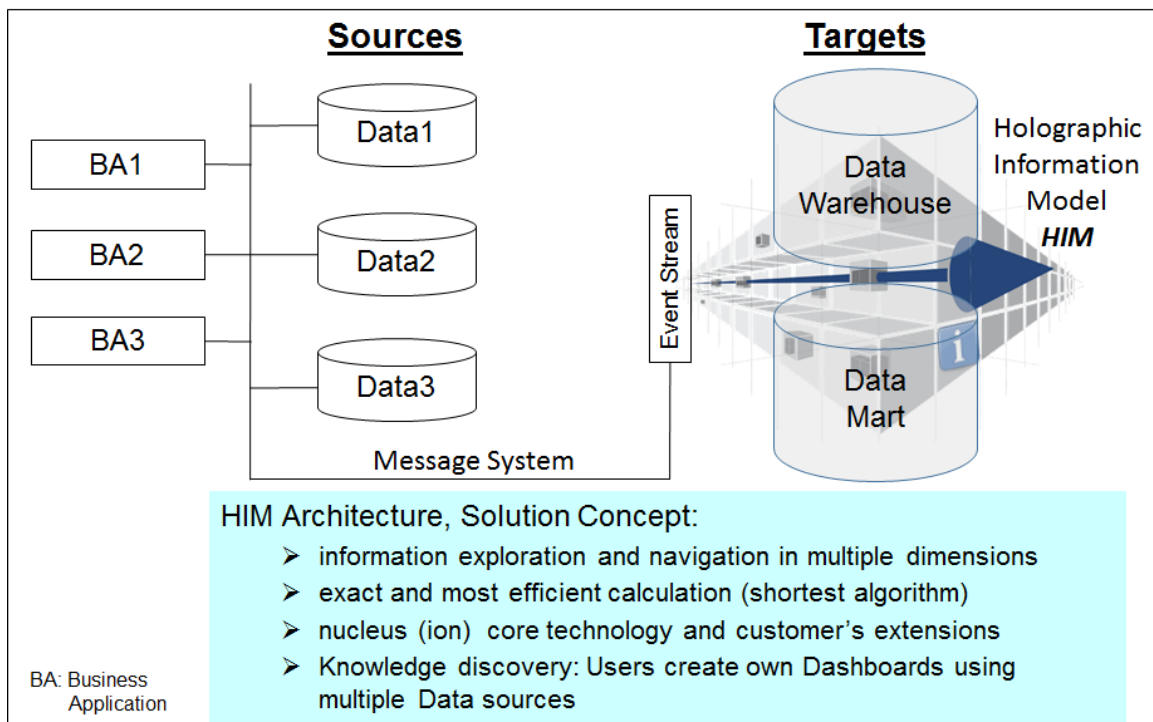 Sources
Targets
Data1
BA1
Data2
BA2
BA3
Data3
Message System
Event Stream
Data
Warehouse
Data
Mart
i
Holographic
Information
Model
HIM
HIM Architecture, Solution Concept:
➢ information exploration and navigation in multiple dimensions
➢ exact and most efficient calculation (shortest algorithm)
➢ nucleus (ion) core technology and customer’s extensions
➢ Knowledge discovery: Users create own Dashboards using
multiple Data sources
BA: Business
Application